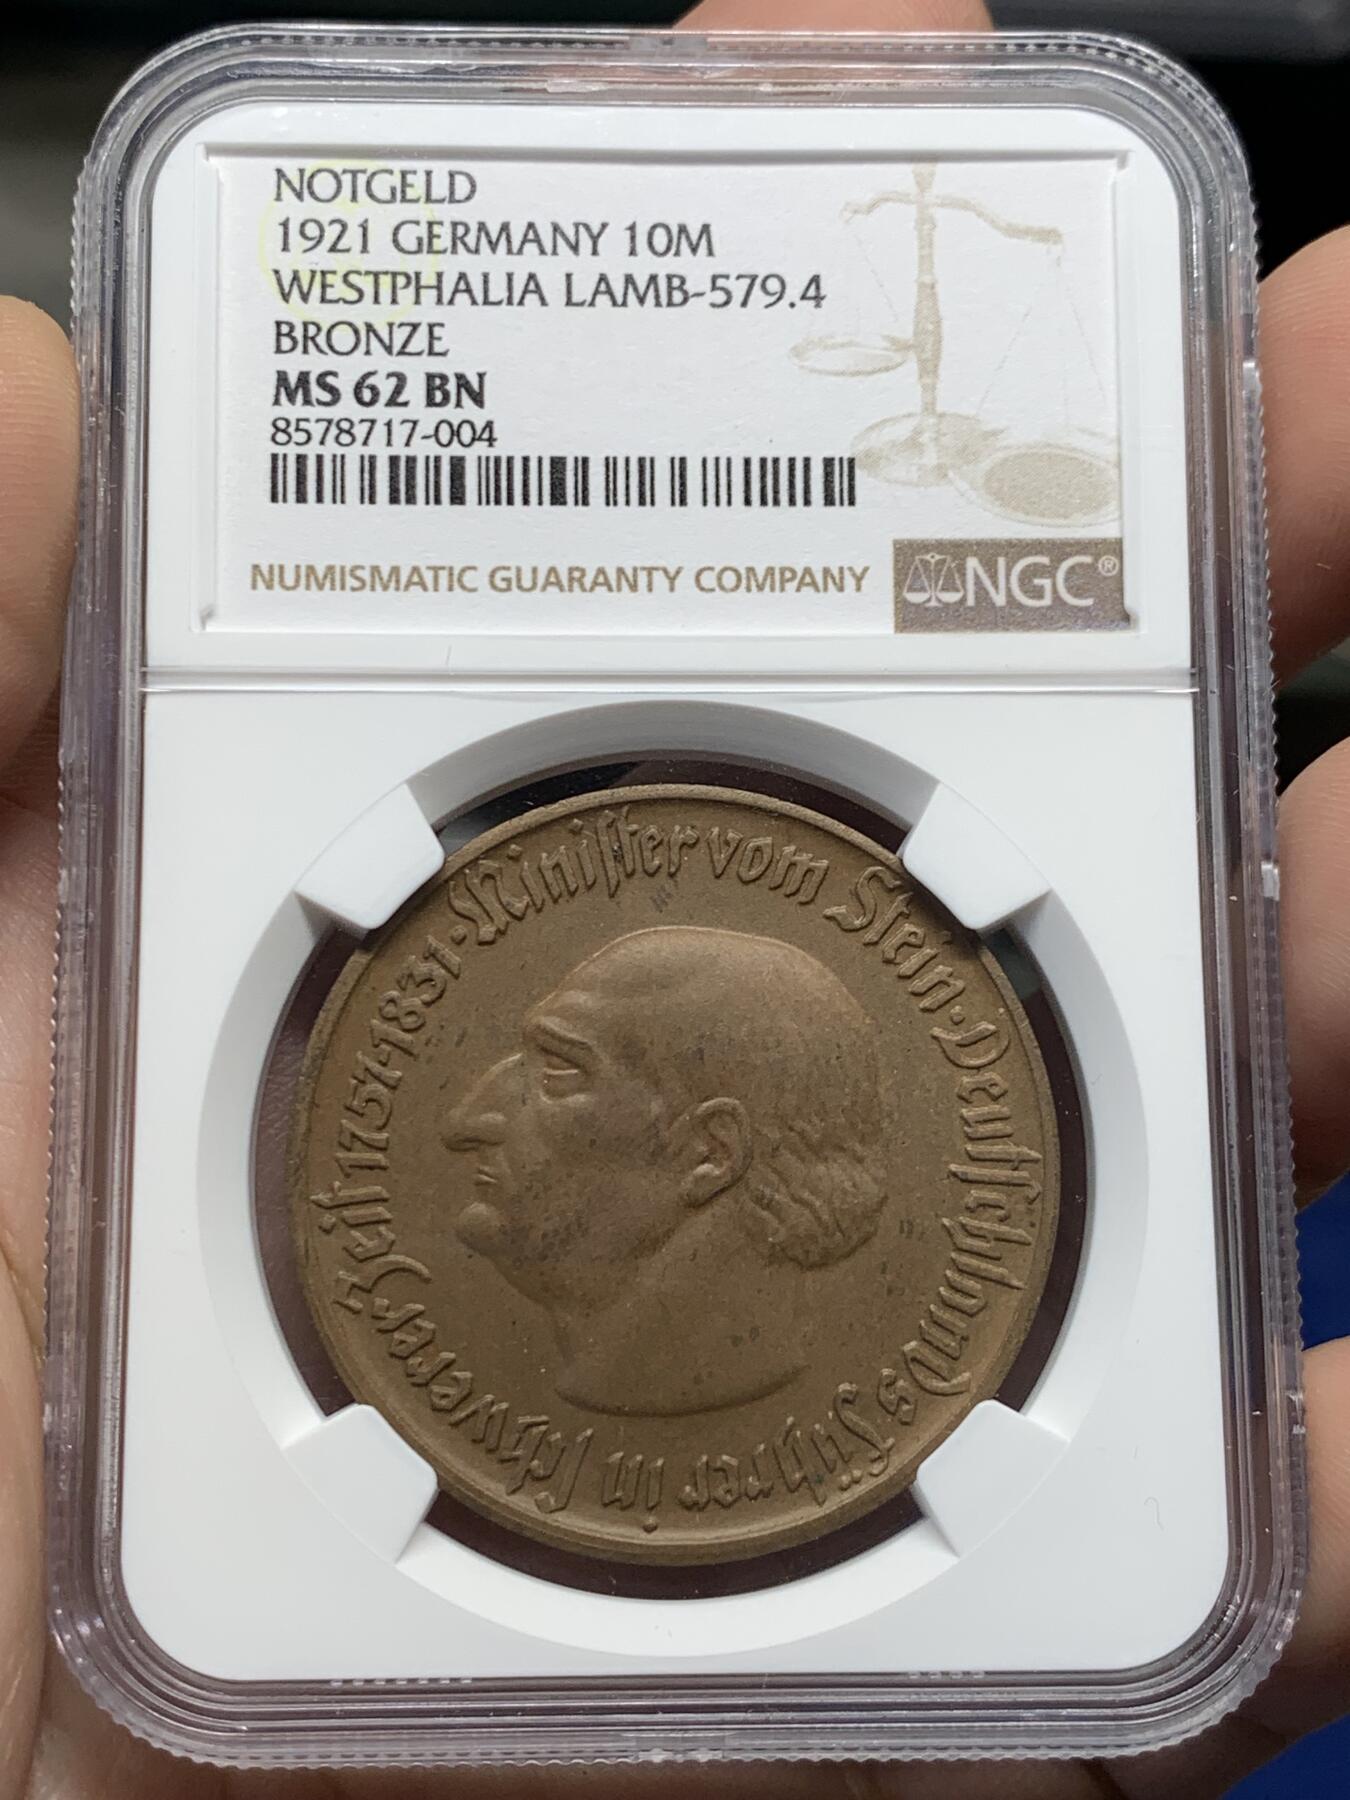 NOTGELD
1921 GERMANY 10M
WESTPHALIA LAMB-579.4
BRONZE
MS 62 BN
8578717-004
NUMISMATIC GUARANTY COMPANY
NGC®
Minister vom Stein · Deutschlands Führer in schwerer Zeit 1757-1831 ·